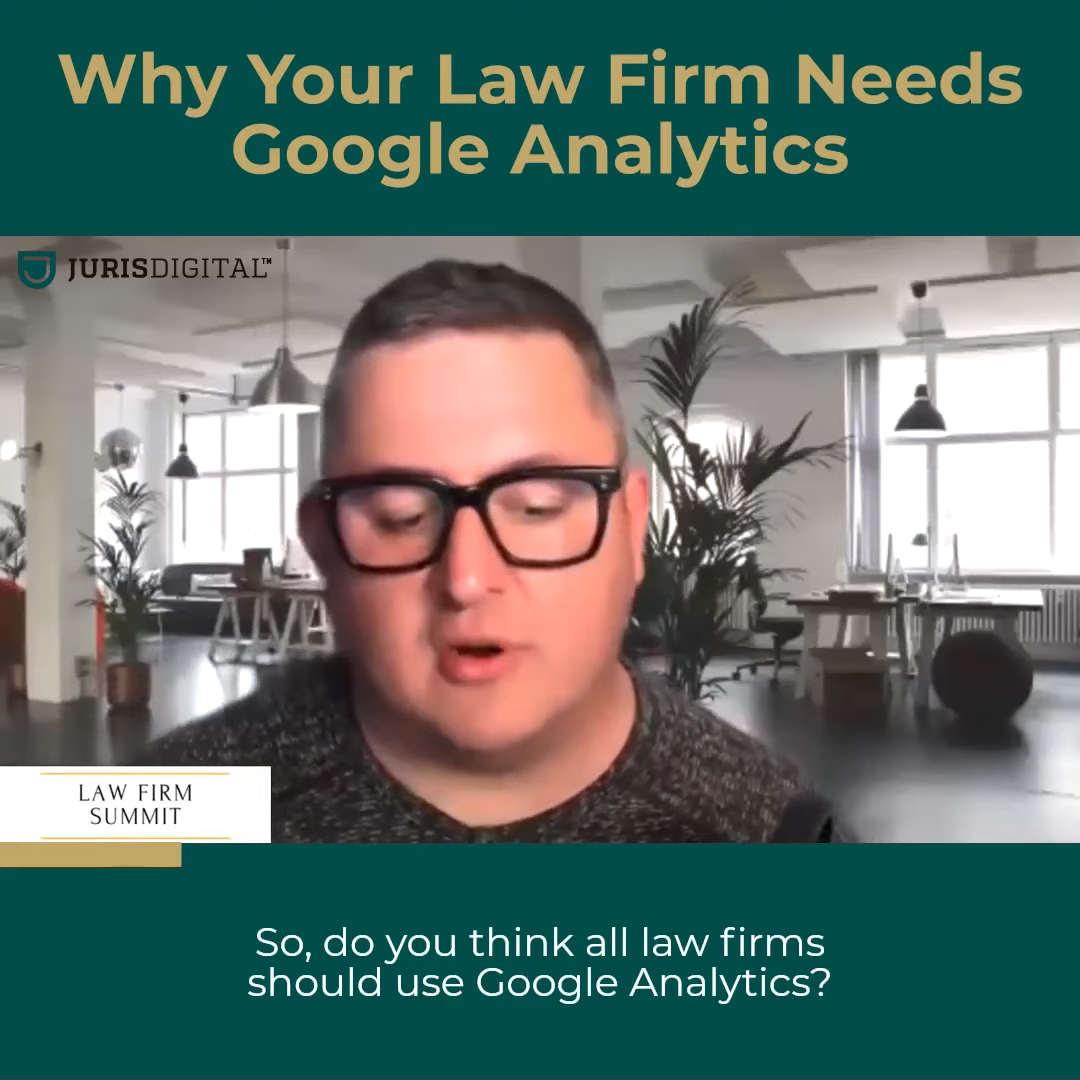 Why Your Law Firm Needs
Google Analytics
JURISDIGITAL™
LAW FIRM
SUMMIT
So, do you think all law firms
should use Google Analytics?